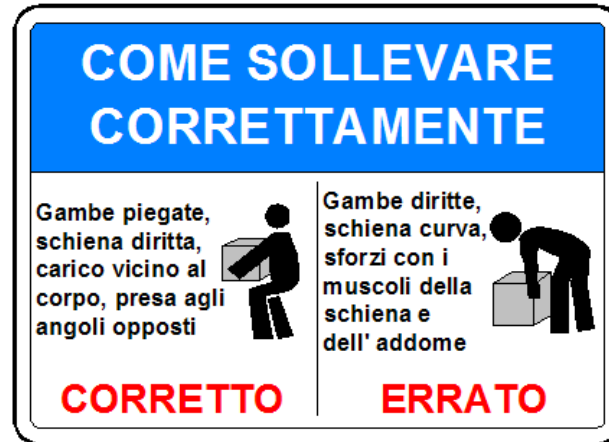 COME SOLLEVARE
CORRETTAMENTE
Gambe piegate,
schiena diritta,
carico vicino al
corpo, presa agli
angoli opposti
CORRETTO
Gambe diritte,
schiena curva,
sforzi con i
muscoli della
schiena e
dell' addome
ERRATO